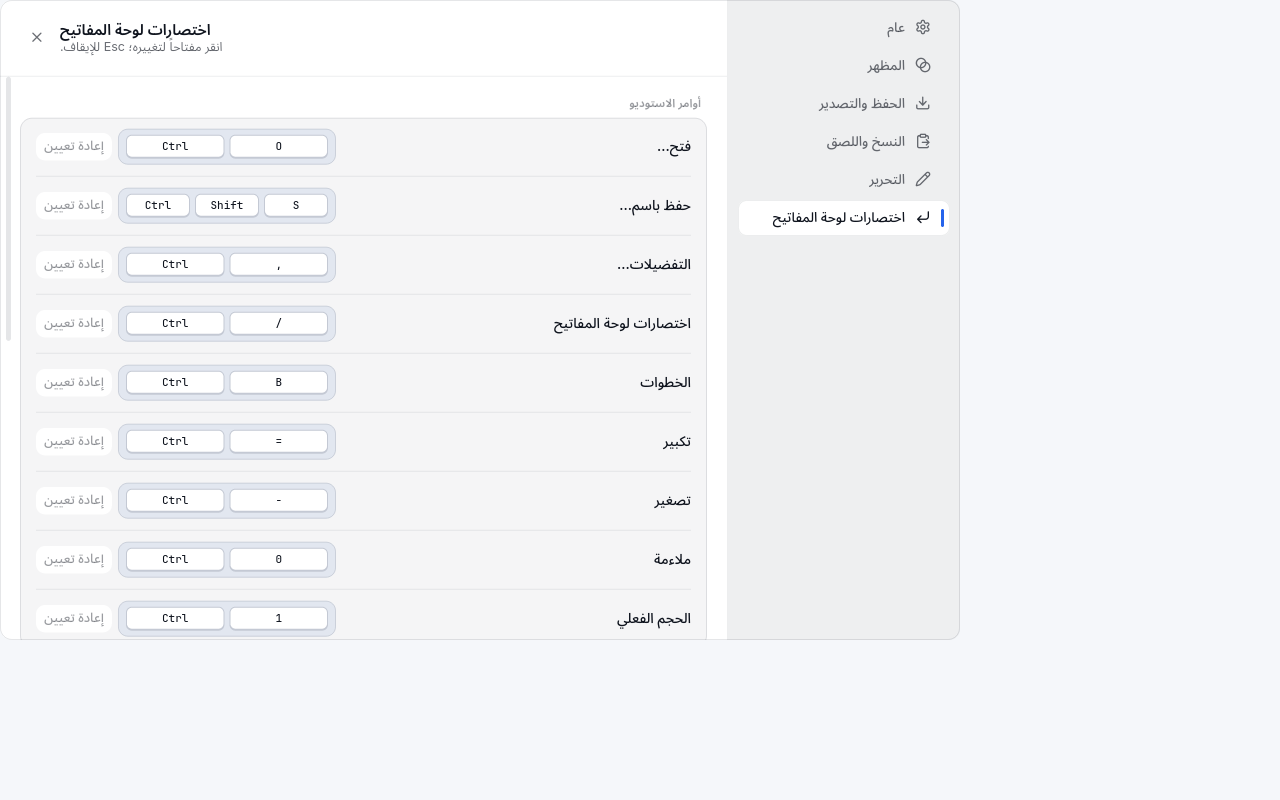 عام
المظهر
الحفظ والتصدير
النسخ واللصق
التحرير
اختصارات لوحة المفاتيح
اختصارات لوحة المفاتيح
انقر مفتاحاً لتغييره؛ Esc للإيقاف.
أوامر الاستوديو
فتح... Ctrl O إعادة تعيين
حفظ باسم... Ctrl Shift S إعادة تعيين
التفضيلات... Ctrl , إعادة تعيين
اختصارات لوحة المفاتيح Ctrl / إعادة تعيين
الخطوات Ctrl B إعادة تعيين
تكبير Ctrl = إعادة تعيين
تصغير Ctrl - إعادة تعيين
ملاءمة Ctrl 0 إعادة تعيين
الحجم الفعلي Ctrl 1 إعادة تعيين